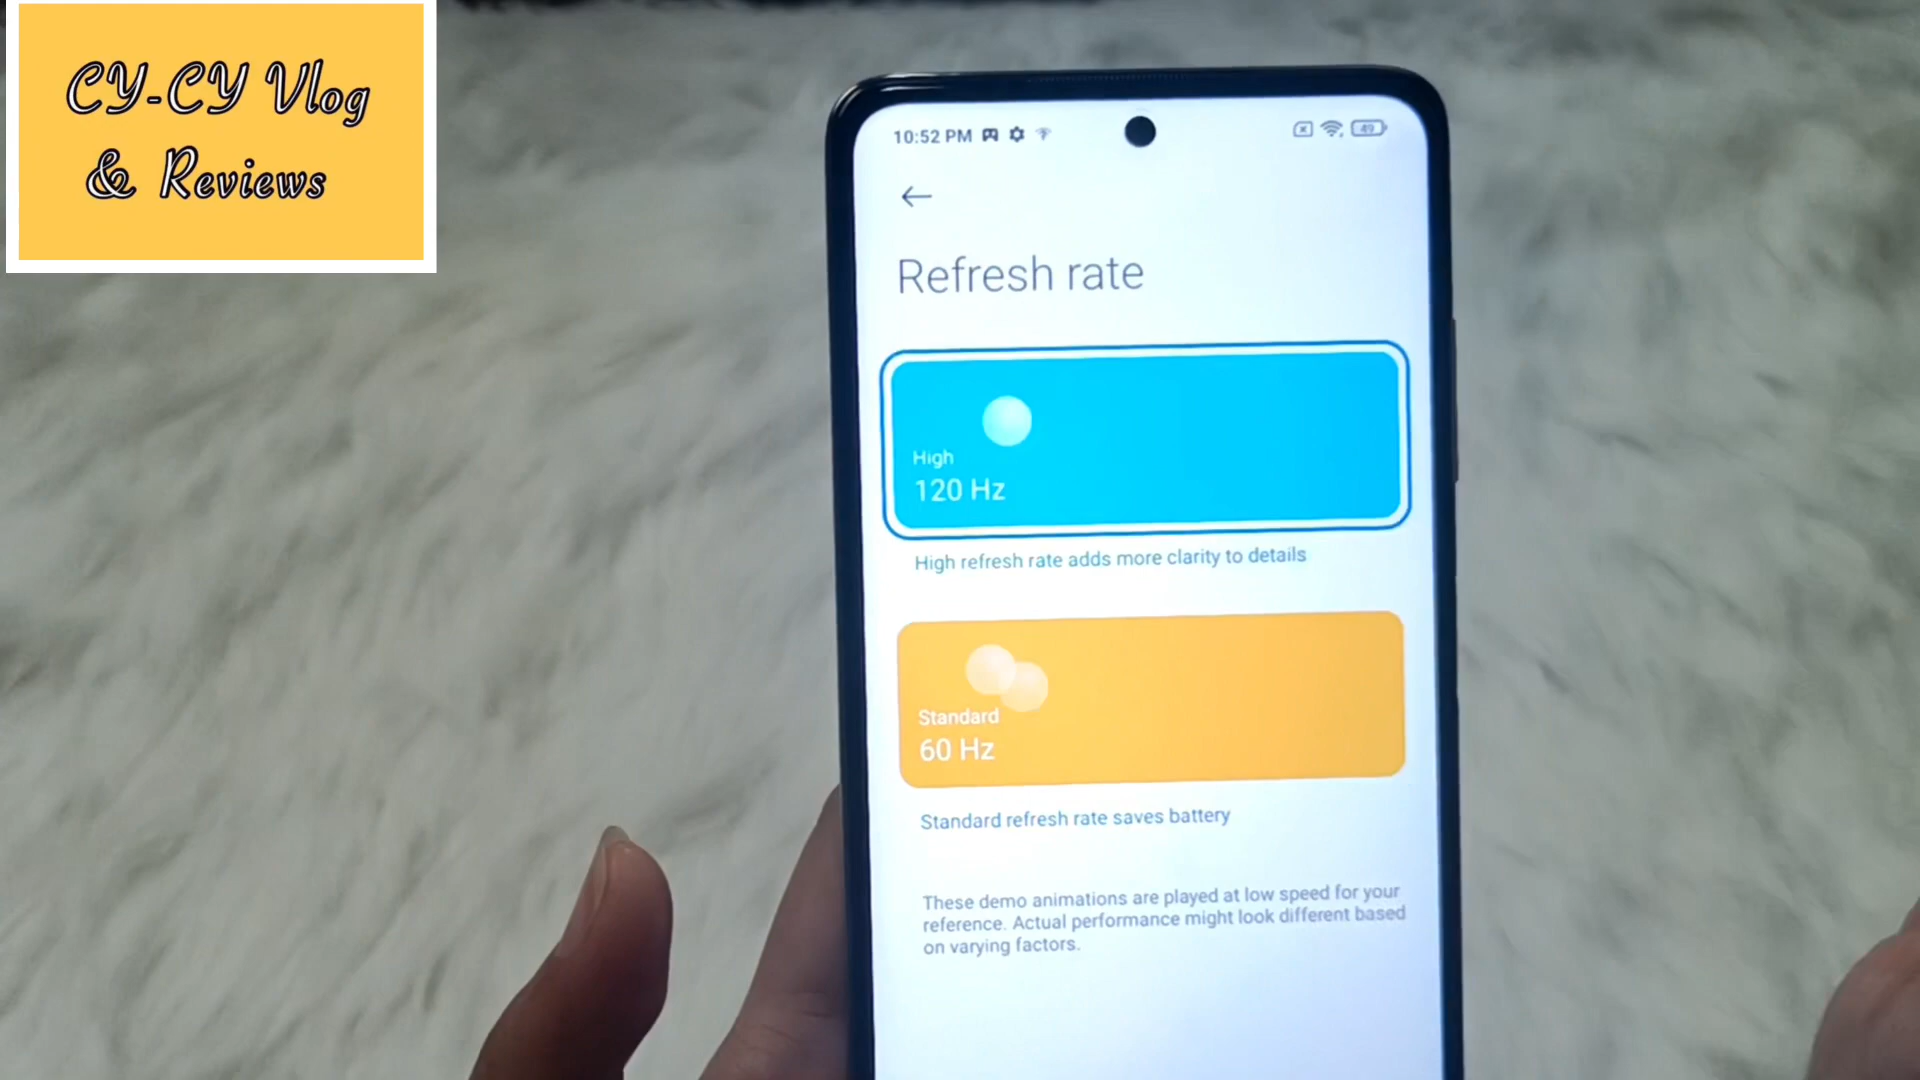 CY-CY Vlog
& Reviews
10:52 PM
49
Refresh rate
High
120 Hz
High refresh rate adds more clarity to details
Standard
60 Hz
Standard refresh rate saves battery
These demo animations are played at low speed for your
reference. Actual performance might look different based
on varying factors.